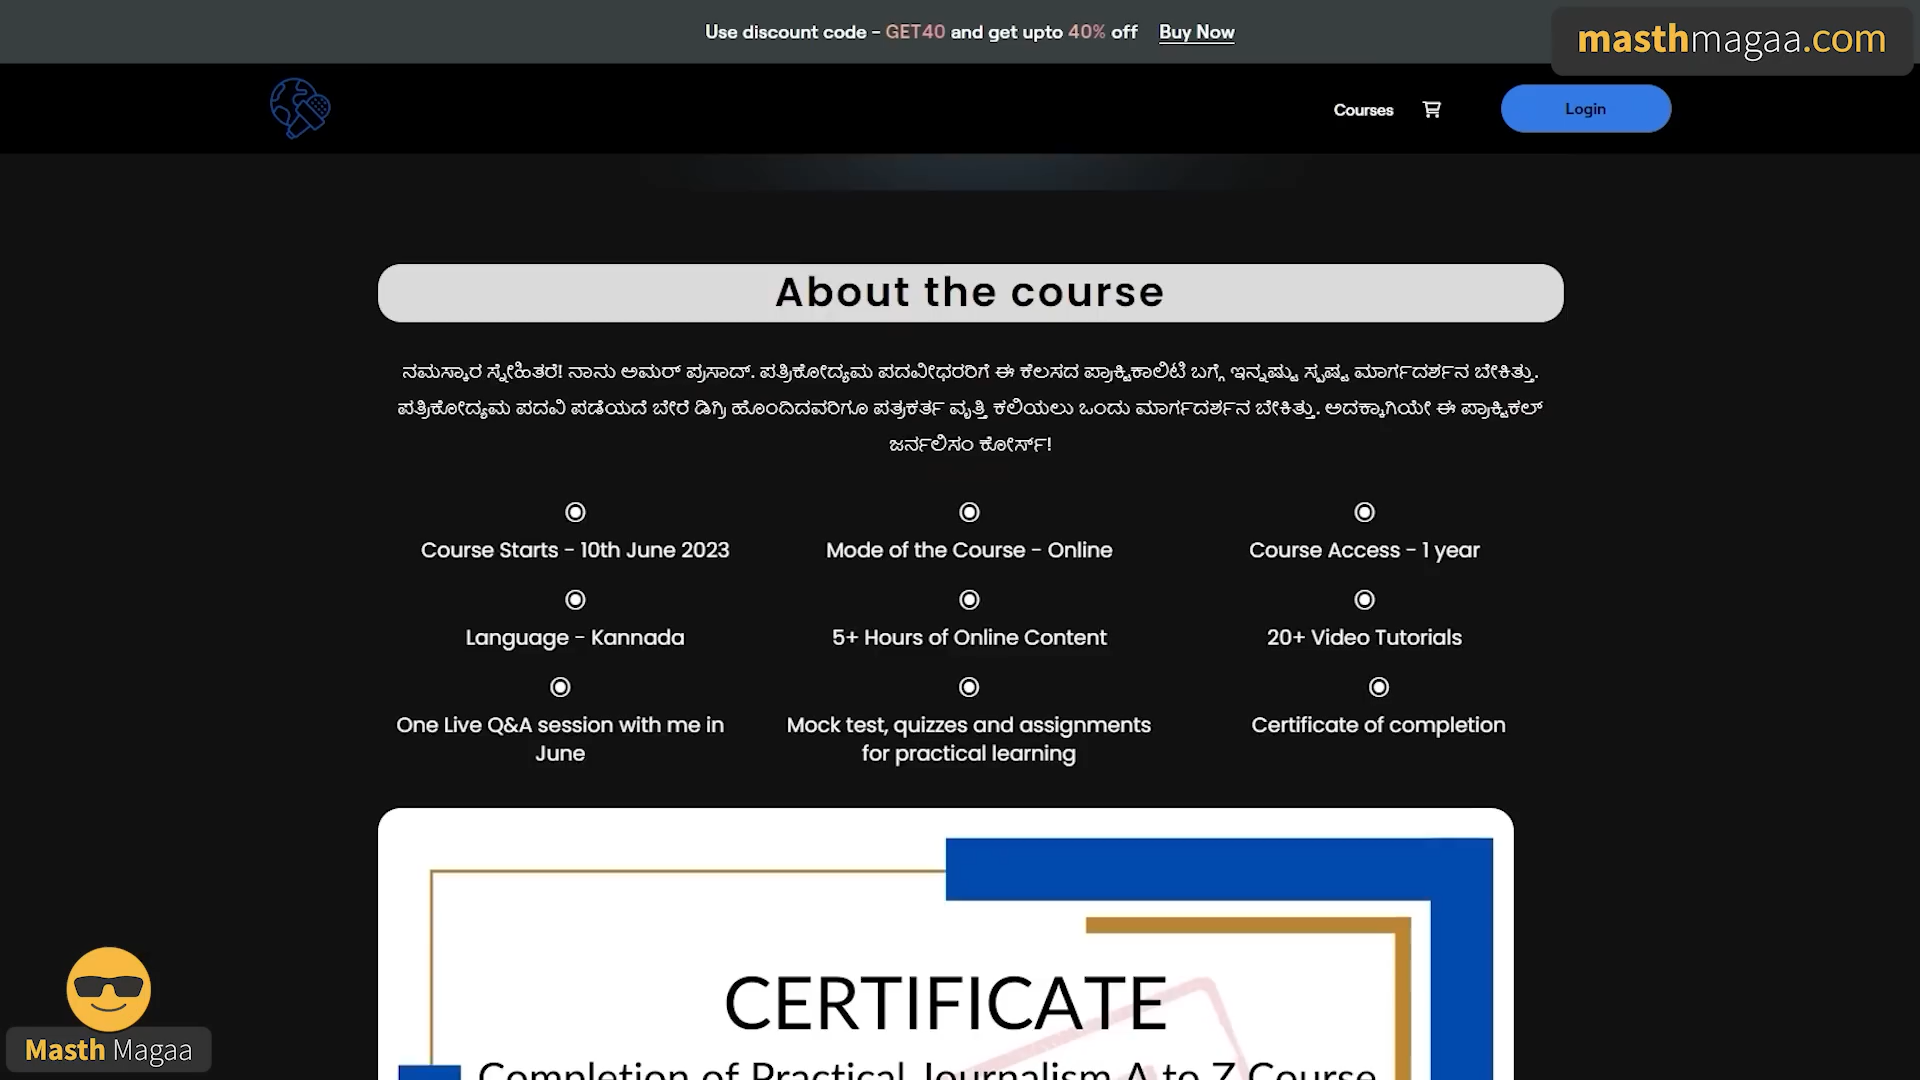 Use discount code - GET40 and get upto 40% off Buy Now
masthmagaa.com
Courses
Login
About the course
ನಮಸ್ಕಾರ ಸ್ನೇಹಿತರೆ! ನಾನು ಅಮರ್ ಪ್ರಸಾದ್. ಪತ್ರಿಕೋದ್ಯಮ ಪದವೀಧರರಿಗೆ ಈ ಕೆಲಸದ ಪ್ರಾಕ್ಟಿಕಾಲಿಟಿ ಬಗ್ಗೆ ಇನ್ನಷ್ಟು ಸ್ಪಷ್ಟ ಮಾರ್ಗದರ್ಶನ ಬೇಕಿತ್ತು.
ಪತ್ರಿಕೋದ್ಯಮ ಪದವಿ ಪಡೆಯದೆ ಬೇರೆ ಡಿಗ್ರಿ ಹೊಂದಿದವರಿಗೂ ಪತ್ರಕರ್ತ ವೃತ್ತಿ ಕಲಿಯಲು ಒಂದು ಮಾರ್ಗದರ್ಶನ ಬೇಕಿತ್ತು. ಅದಕ್ಕಾಗಿಯೇ ಈ ಪ್ರಾಕ್ಟಿಕಲ್
ಜರ್ನಲಿಸಂ ಕೋರ್ಸ್!
Course Starts - 10th June 2023
Mode of the Course - Online
Course Access - 1 year
Language - Kannada
5+ Hours of Online Content
20+ Video Tutorials
One Live Q&A session with me in
June
Mock test, quizzes and assignments
for practical learning
Certificate of completion
CERTIFICATE
Completion of Practical Journalism A to Z Course
Masth Magaa